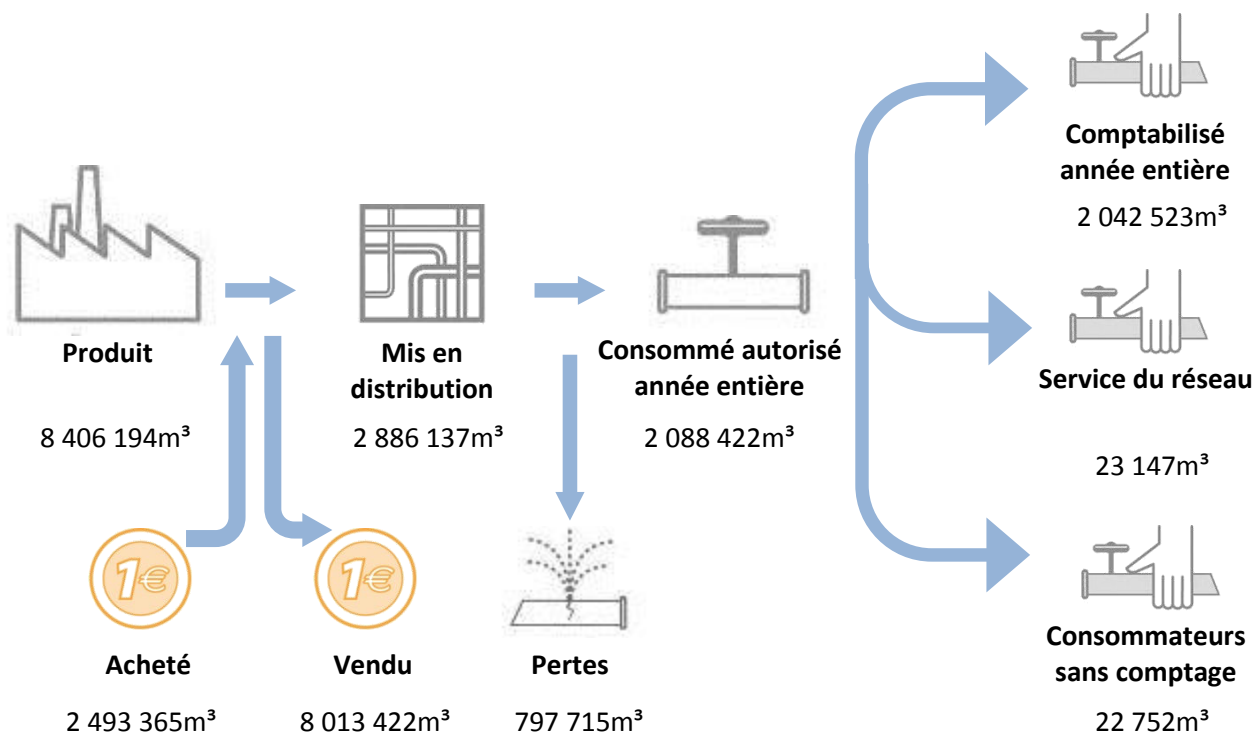 Comptabilisé
année entière
2 042 523m³
Produit
8 406 194m³
Mis en
distribution
2 886 137m³
Consommé autorisé
année entière
2 088 422m³
Service du réseau
23 147m³
1€
Acheté
2 493 365m³
1€
Vendu
8 013 422m³
Pertes
797 715m³
Consommateurs
sans comptage
22 752m³